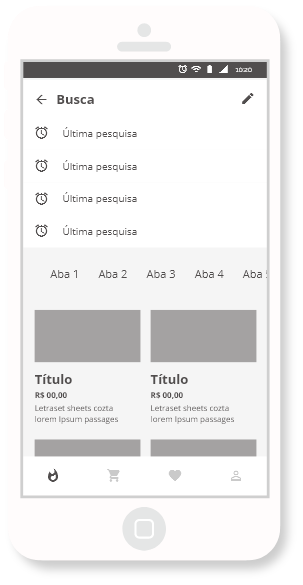 10:20
Busca
Última pesquisa
Última pesquisa
Última pesquisa
Última pesquisa
Aba 1 Aba 2 Aba 3 Aba 4 Aba
Título Título
R$ 00,00 R$ 00,00
Letraset sheets cozta Letraset sheets cozta
lorem Ipsum passages lorem Ipsum passages